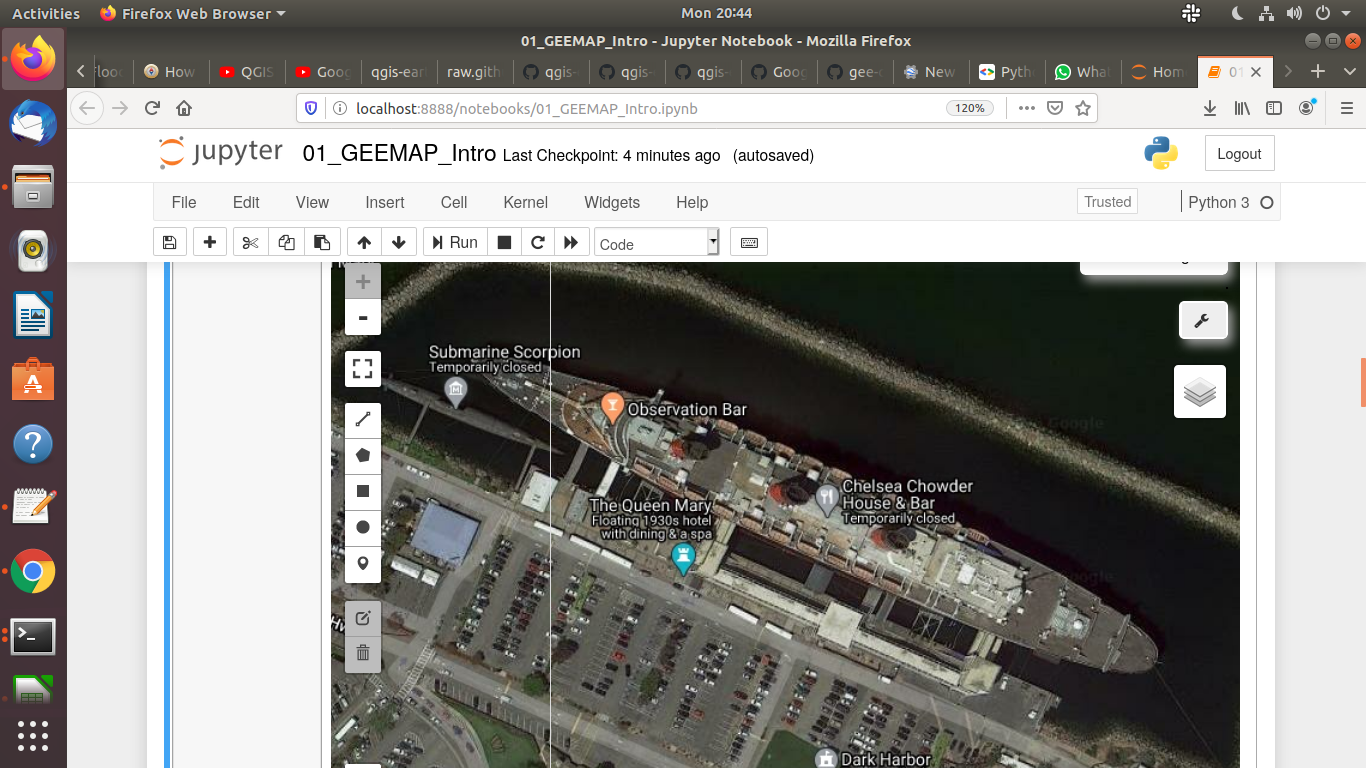 Activities
Firefox Web Browser
Mon 20:44
01_GEEMAP_Intro - Jupyter Notebook - Mozilla Firefox
How
QGIS
Goog
qgis-ear
raw.gith
qgis-
qgis-
qgis-
Goog
gee-
New
Pyth
What
Hom
01
localhost:8888/notebooks/01_GEEMAP_Intro.ipynb
120%
jupyter
01_GEEMAP_Intro
Last Checkpoint: 4 minutes ago (autosaved)
Logout
File
Edit
View
Insert
Cell
Kernel
Widgets
Help
Trusted
Python 3
Run
Code
+
-
Submarine Scorpion
Temporarily closed
Observation Bar
Google
Chelsea Chowder
House & Bar
Temporarily closed
The Queen Mary
Floating 1930s hotel
with dining & a spa
Google
Dark Harbor